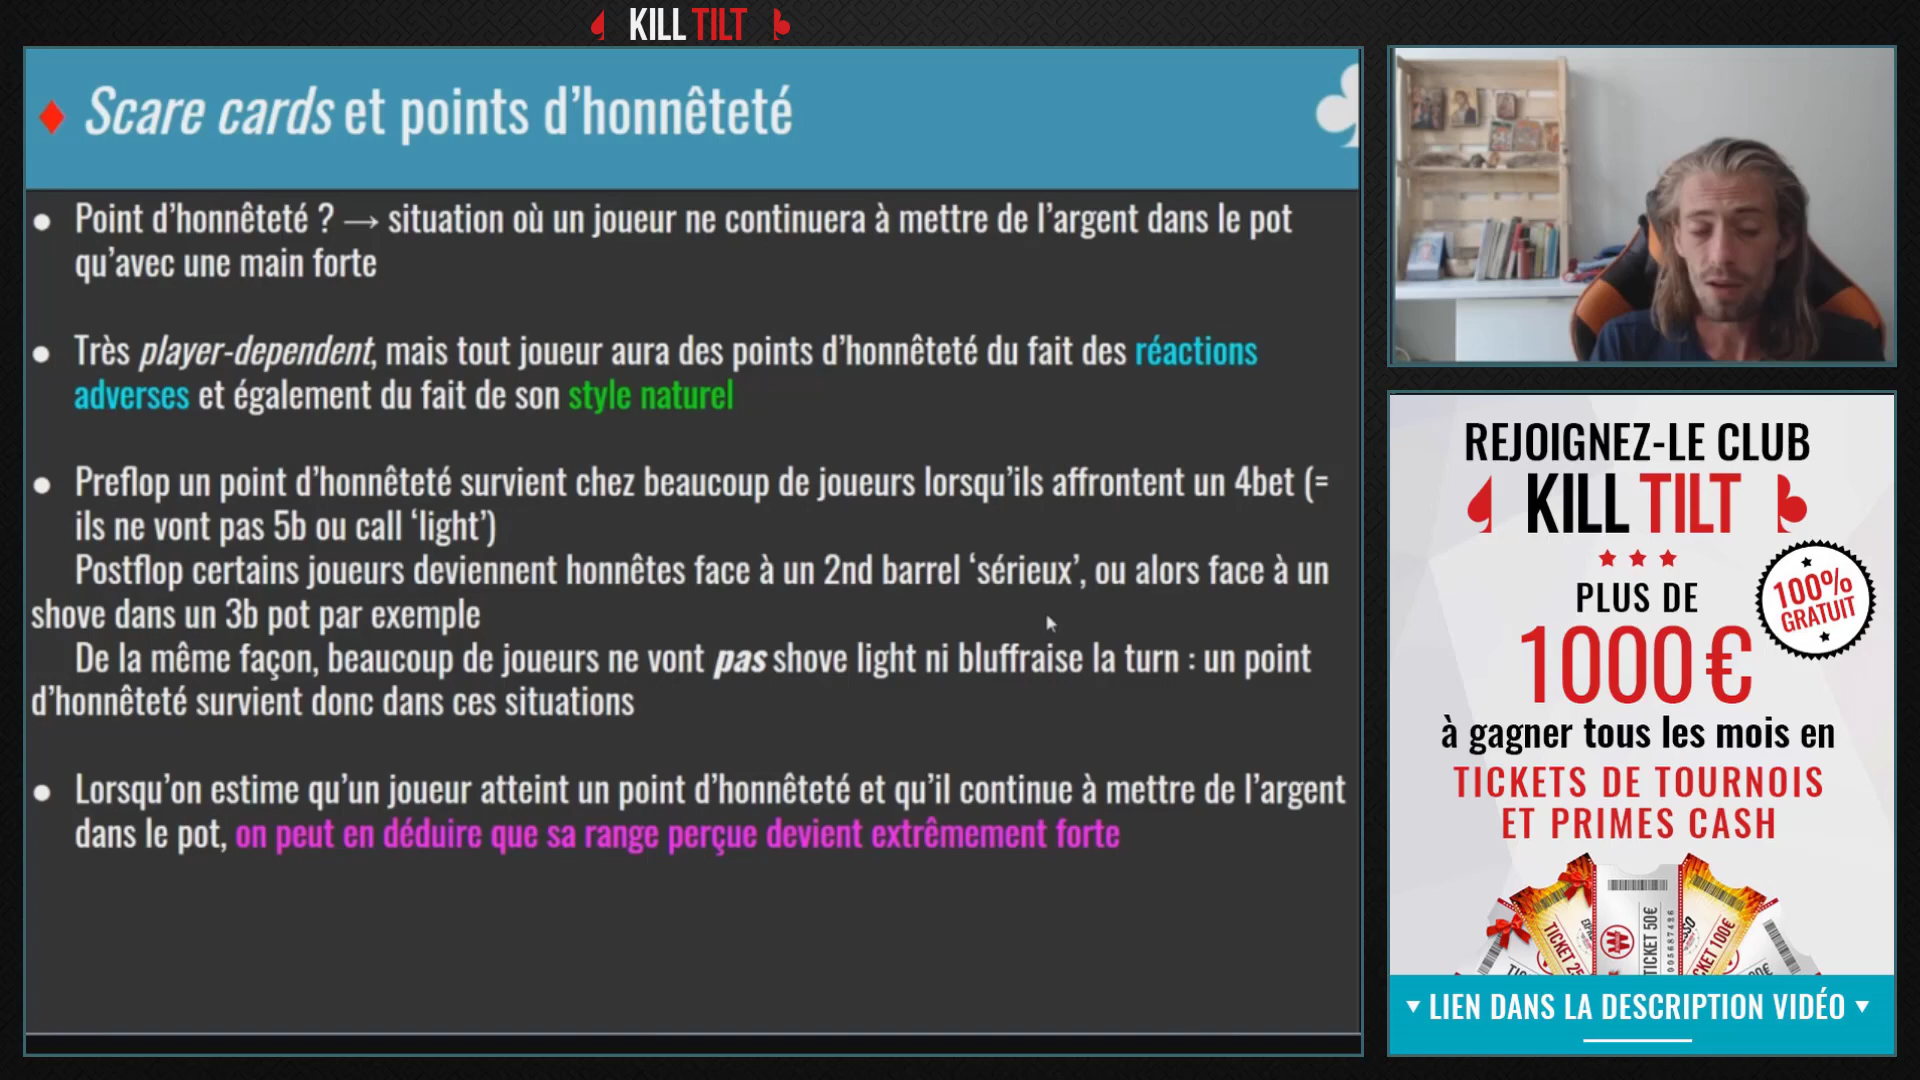 KILL TILT
Scare cards et points d’honnêteté
● Point d’honnêteté ? → situation où un joueur ne continuera à mettre de l’argent dans le pot
qu’avec une main forte
● Très player-dependent, mais tout joueur aura des points d’honnêteté du fait des réactions
adverses et également du fait de son style naturel
● Preflop un point d’honnêteté survient chez beaucoup de joueurs lorsqu’ils affrontent un 4bet (=
ils ne vont pas 5b ou call ‘light’)
Postflop certains joueurs deviennent honnêtes face à un 2nd barrel ‘sérieux’, ou alors face à un
shove dans un 3b pot par exemple
De la même façon, beaucoup de joueurs ne vont pas shove light ni bluffraise la turn : un point
d’honnêteté survient donc dans ces situations
● Lorsqu’on estime qu’un joueur atteint un point d’honnêteté et qu’il continue à mettre de l’argent
dans le pot, on peut en déduire que sa range perçue devient extrêmement forte
REJOIGNEZ-LE CLUB
KILL TILT
PLUS DE
100%
GRATUIT
1000€
à gagner tous les mois en
TICKETS DE TOURNOIS
ET PRIMES CASH
TICKET 50€
TICKET 100€
LIEN DANS LA DESCRIPTION VIDÉO